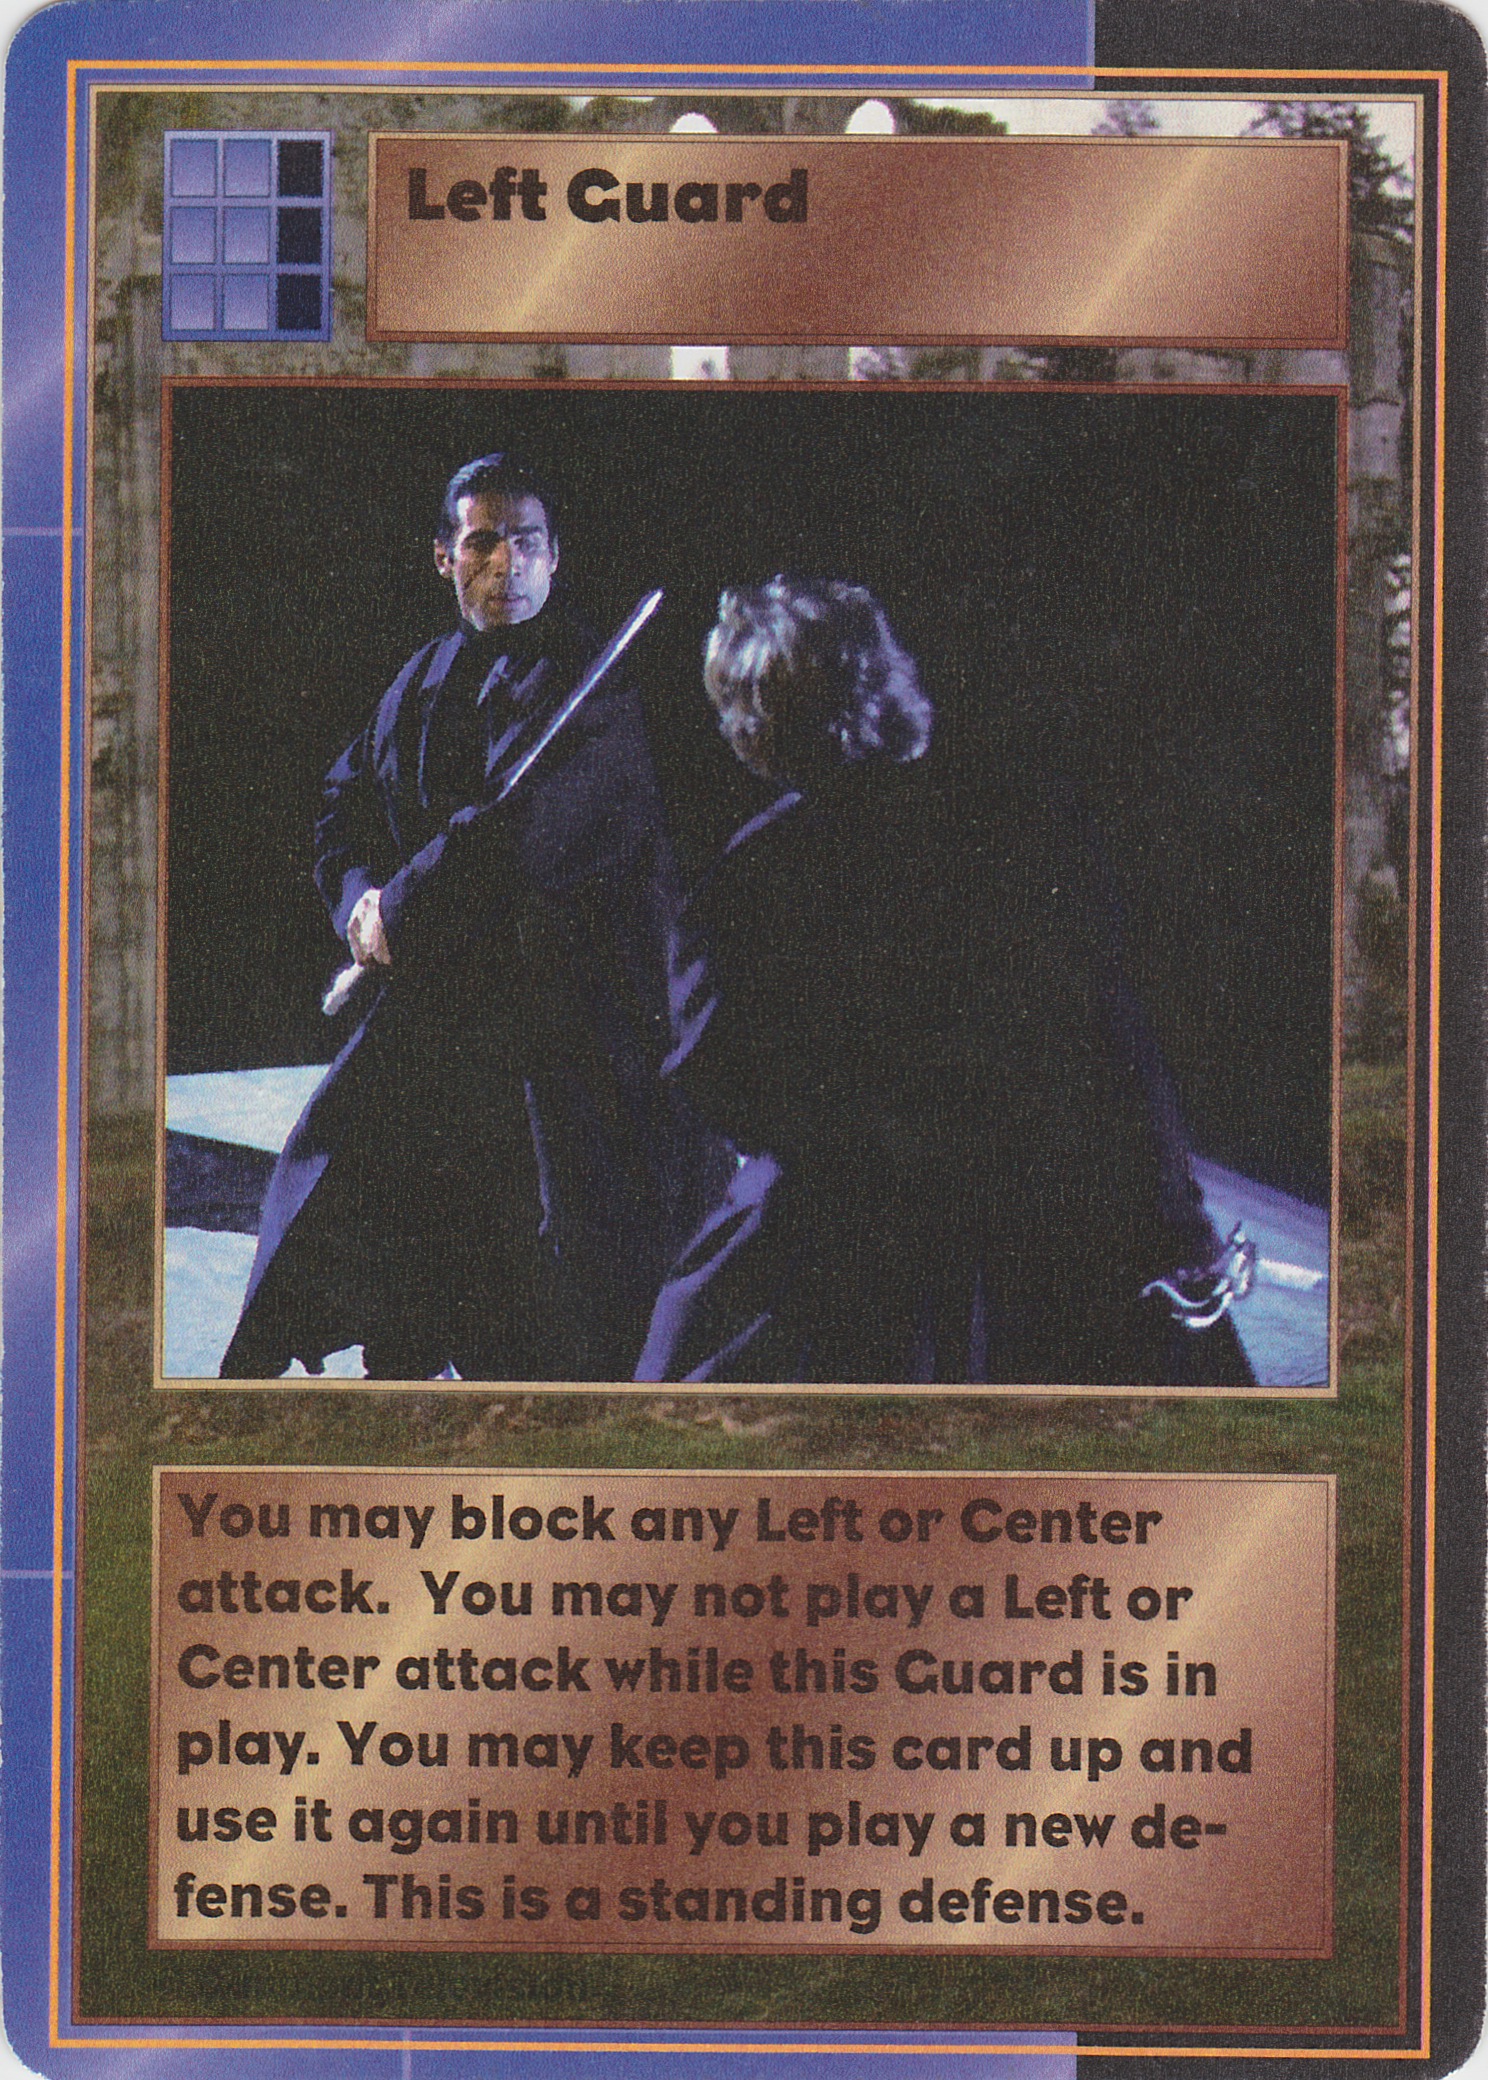 Left Guard
You may block any Left or Center
attack. You may not play a Left or
Center attack while this Guard is in
play. You may keep this card up and
use it again until you play a new de-
fense. This is a standing defense.